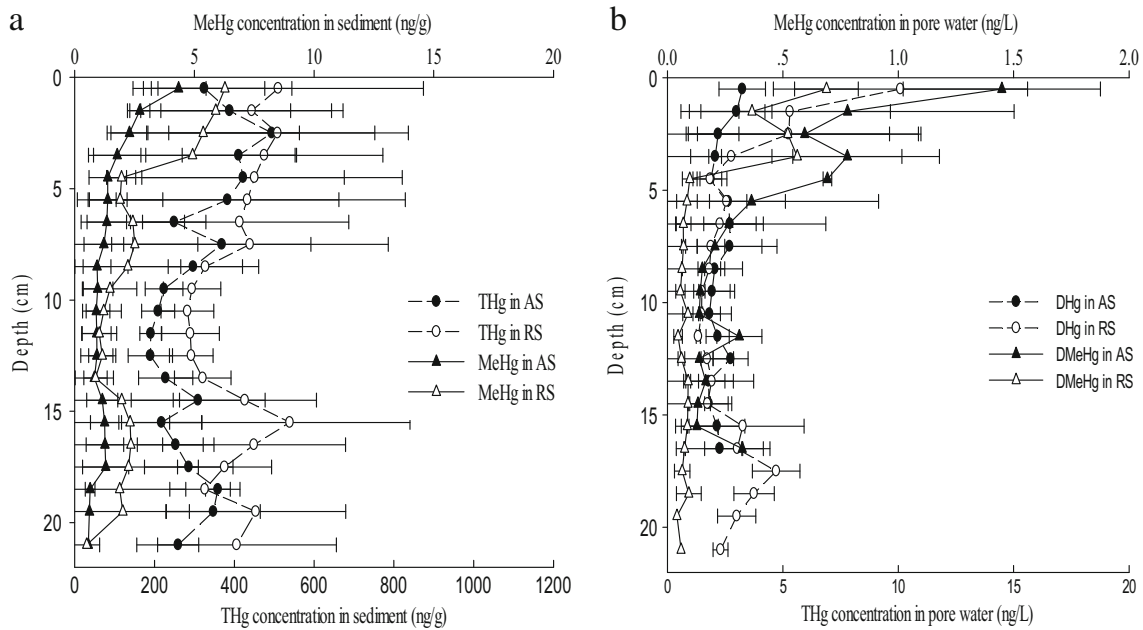 a
MeHg concentration in sediment (ng/g)
0 5 10 15 20
0
5
10
15
20
Depth (cm)
THg in AS
THg in RS
MeHg in AS
MeHg in RS
0 200 400 600 800 1000 1200
THg concentration in sediment (ng/g)
b
MeHg concentration in pore water (ng/L)
0.0 .5 1.0 1.5 2.0
0
5
10
15
20
Depth (cm)
DHg in AS
DHg in RS
DMeHg in AS
DMeHg in RS
0 5 10 15 20
THg concentration in pore water (ng/L)